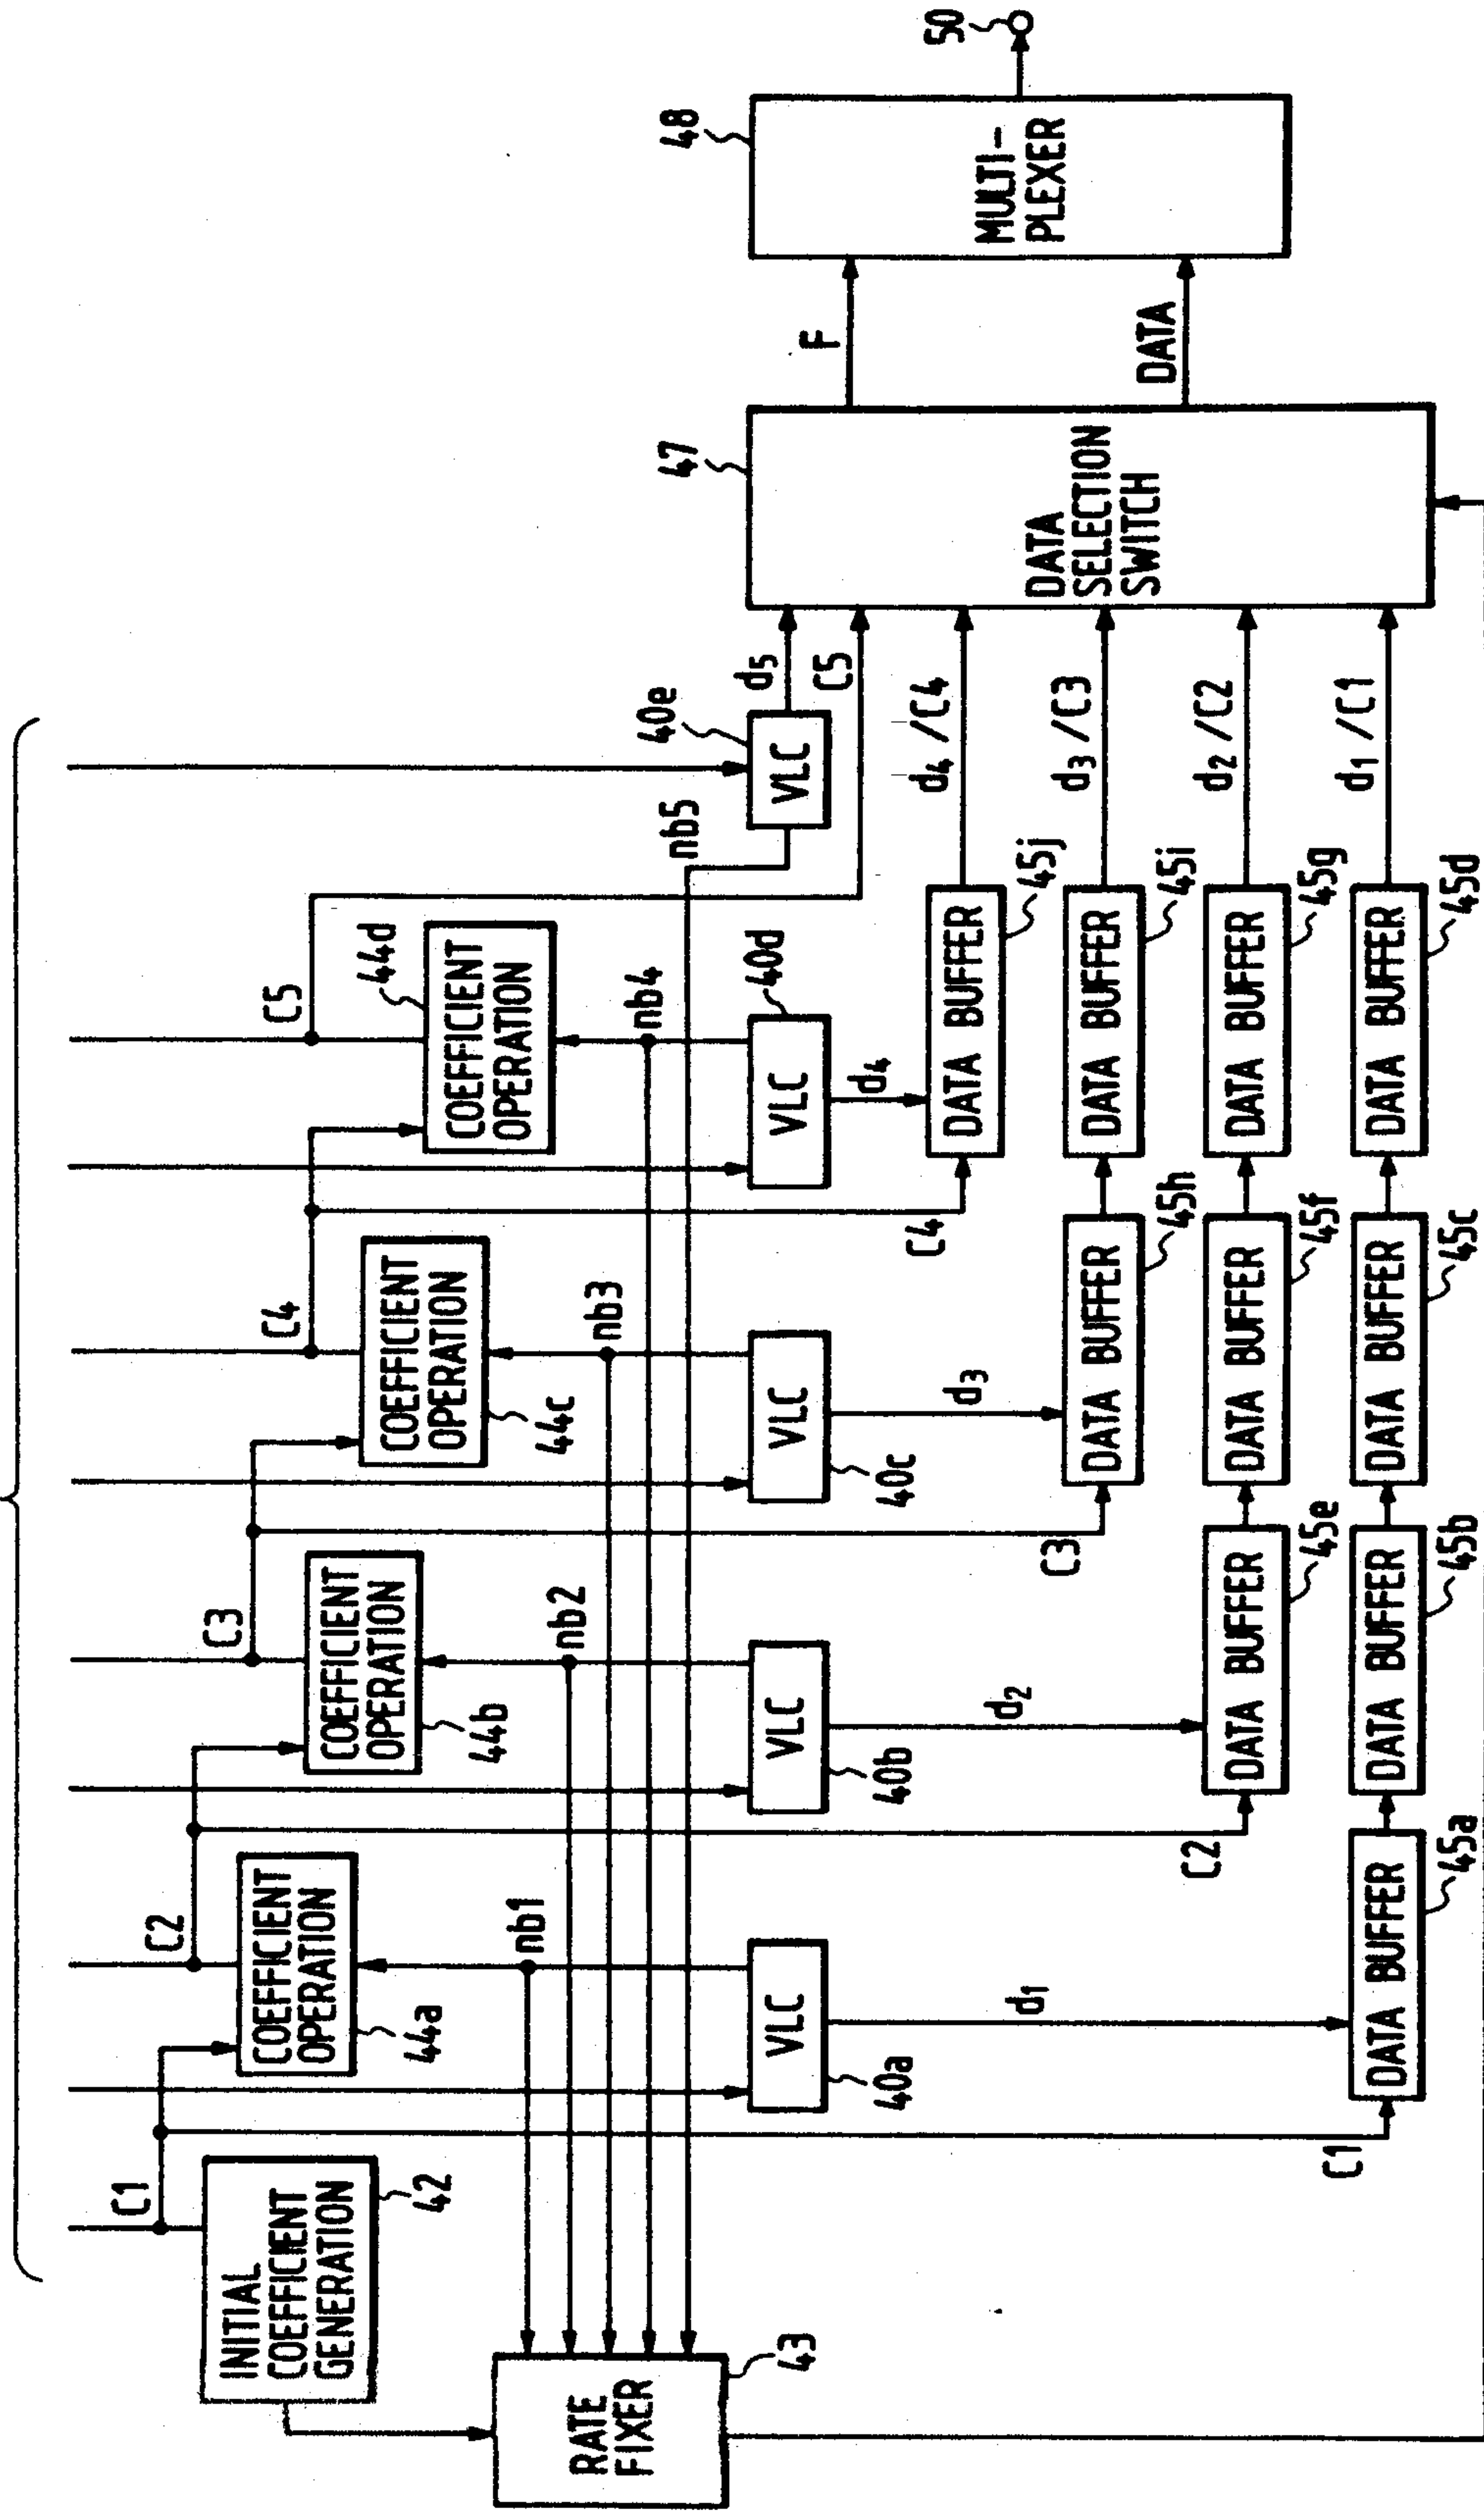 C1
INITIAL
COEFFICIENT
GENERATION
42
RATE
FIXER
43
C2
COEFFICIENT
OPERATION
44a
nb1
VLC
40a
d1
C1
DATA BUFFER
45a
C3
COEFFICIENT
OPERATION
44b
nb2
VLC
40b
d2
C2
DATA BUFFER
45e
DATA BUFFER
45b
C4
COEFFICIENT
OPERATION
44c
nb3
VLC
40c
d3
C3
DATA BUFFER
45h
DATA BUFFER
45f
DATA BUFFER
45c
C5
COEFFICIENT
OPERATION
44d
nb4
VLC
40d
d4
C4
DATA BUFFER
45j
DATA BUFFER
45i
DATA BUFFER
45g
DATA BUFFER
45d
nb5
VLC
40e
d5
C5
d4/C4
d3/C3
d2/C2
d1/C1
DATA
SELECTION
SWITCH
47
F
DATA
MULTI-
PLEXER
48
50